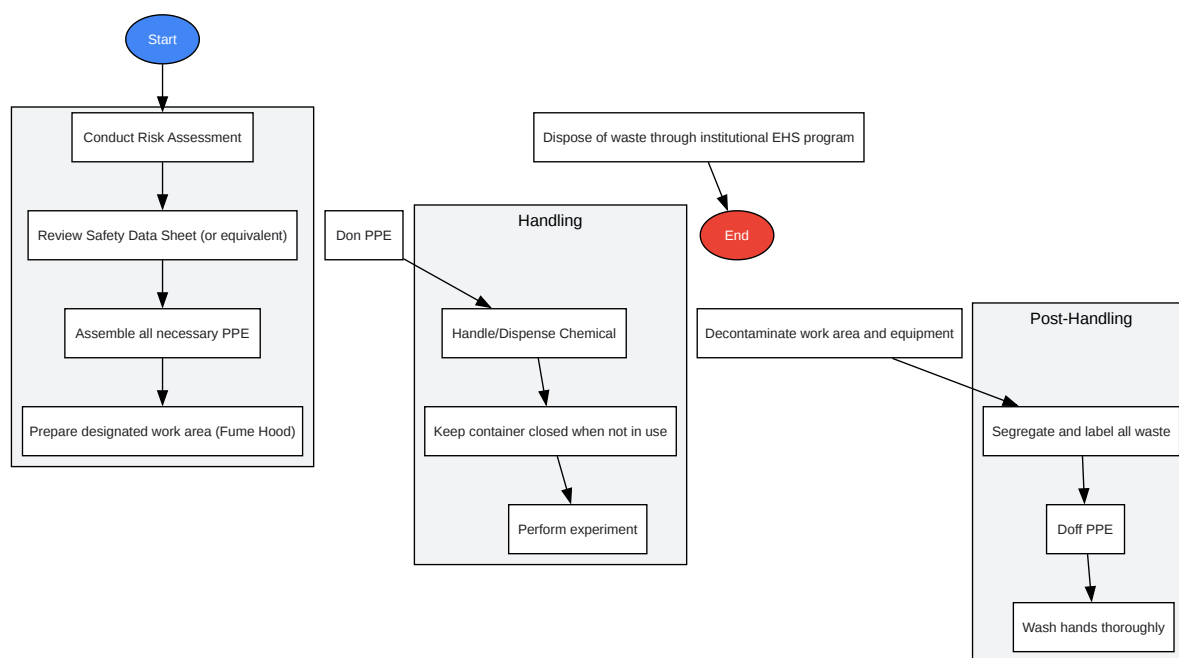 Start
Conduct Risk Assessment
Review Safety Data Sheet (or equivalent)
Assemble all necessary PPE
Prepare designated work area (Fume Hood)
Don PPE
Handling
Handle/Dispense Chemical
Keep container closed when not in use
Perform experiment
Dispose of waste through institutional EHS program
End
Decontaminate work area and equipment
Post-Handling
Segregate and label all waste
Doff PPE
Wash hands thoroughly